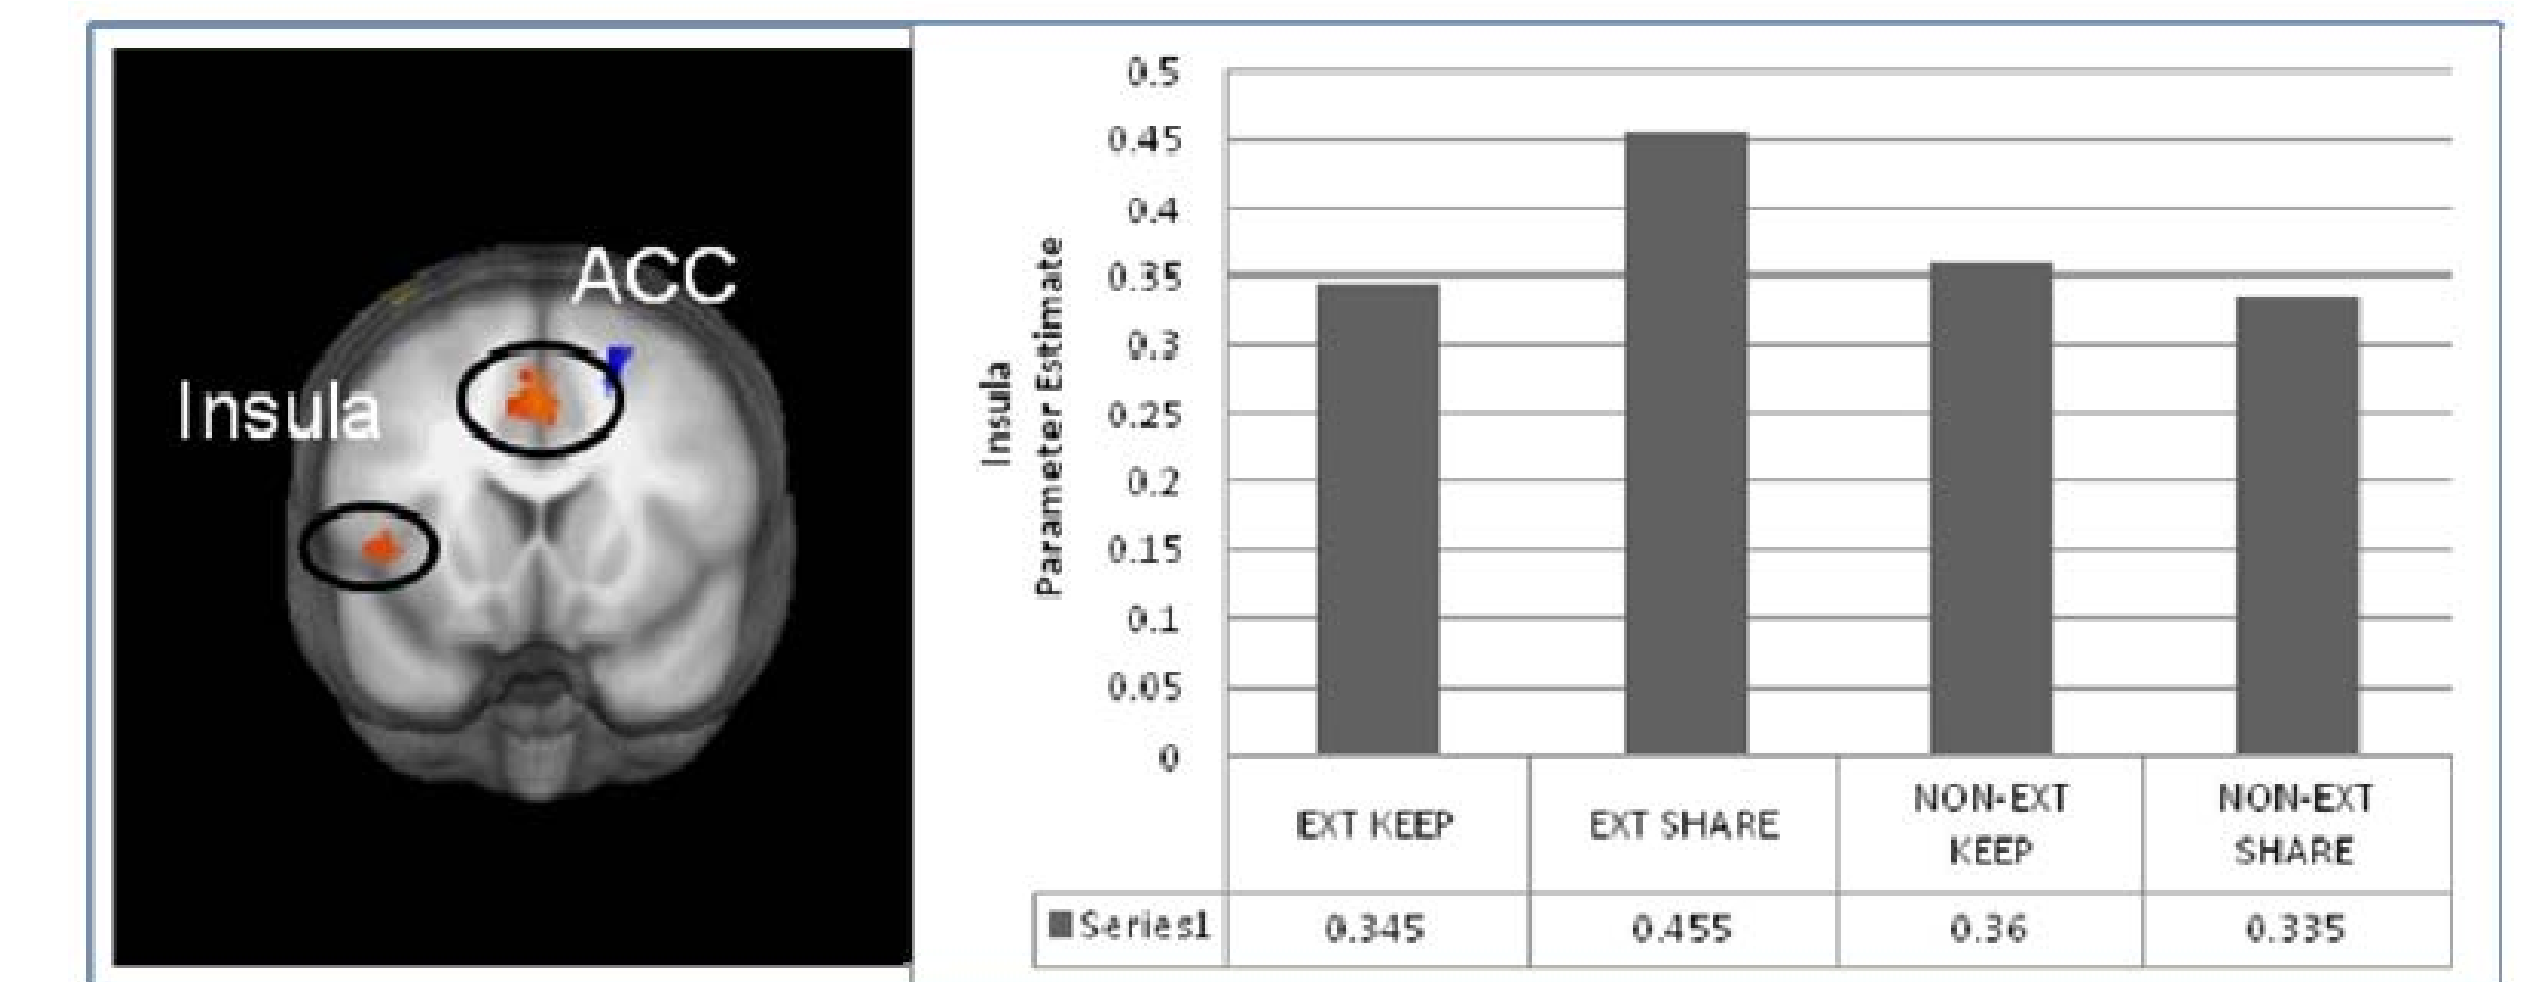 ACC
Insula
Insula
Parameter Estimate
0.5
0.45
0.4
0.35
0.3
0.25
0.2
0.15
0.1
0.05
0
EXT KEEP
EXT SHARE
NON-EXT
KEEP
NON-EXT
SHARE
Series1
0.345
0.455
0.36
0.335